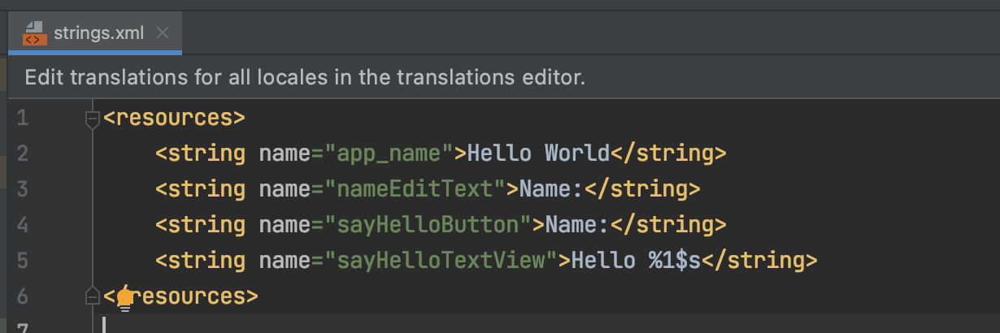 strings.xml
Edit translations for all locales in the translations editor.
1 <resources>
2 <string name="app_name">Hello World</string>
3 <string name="nameEditText">Name:</string>
4 <string name="sayHelloButton">Name:</string>
5 <string name="sayHelloTextView">Hello %1$s</string>
6 </resources>
7